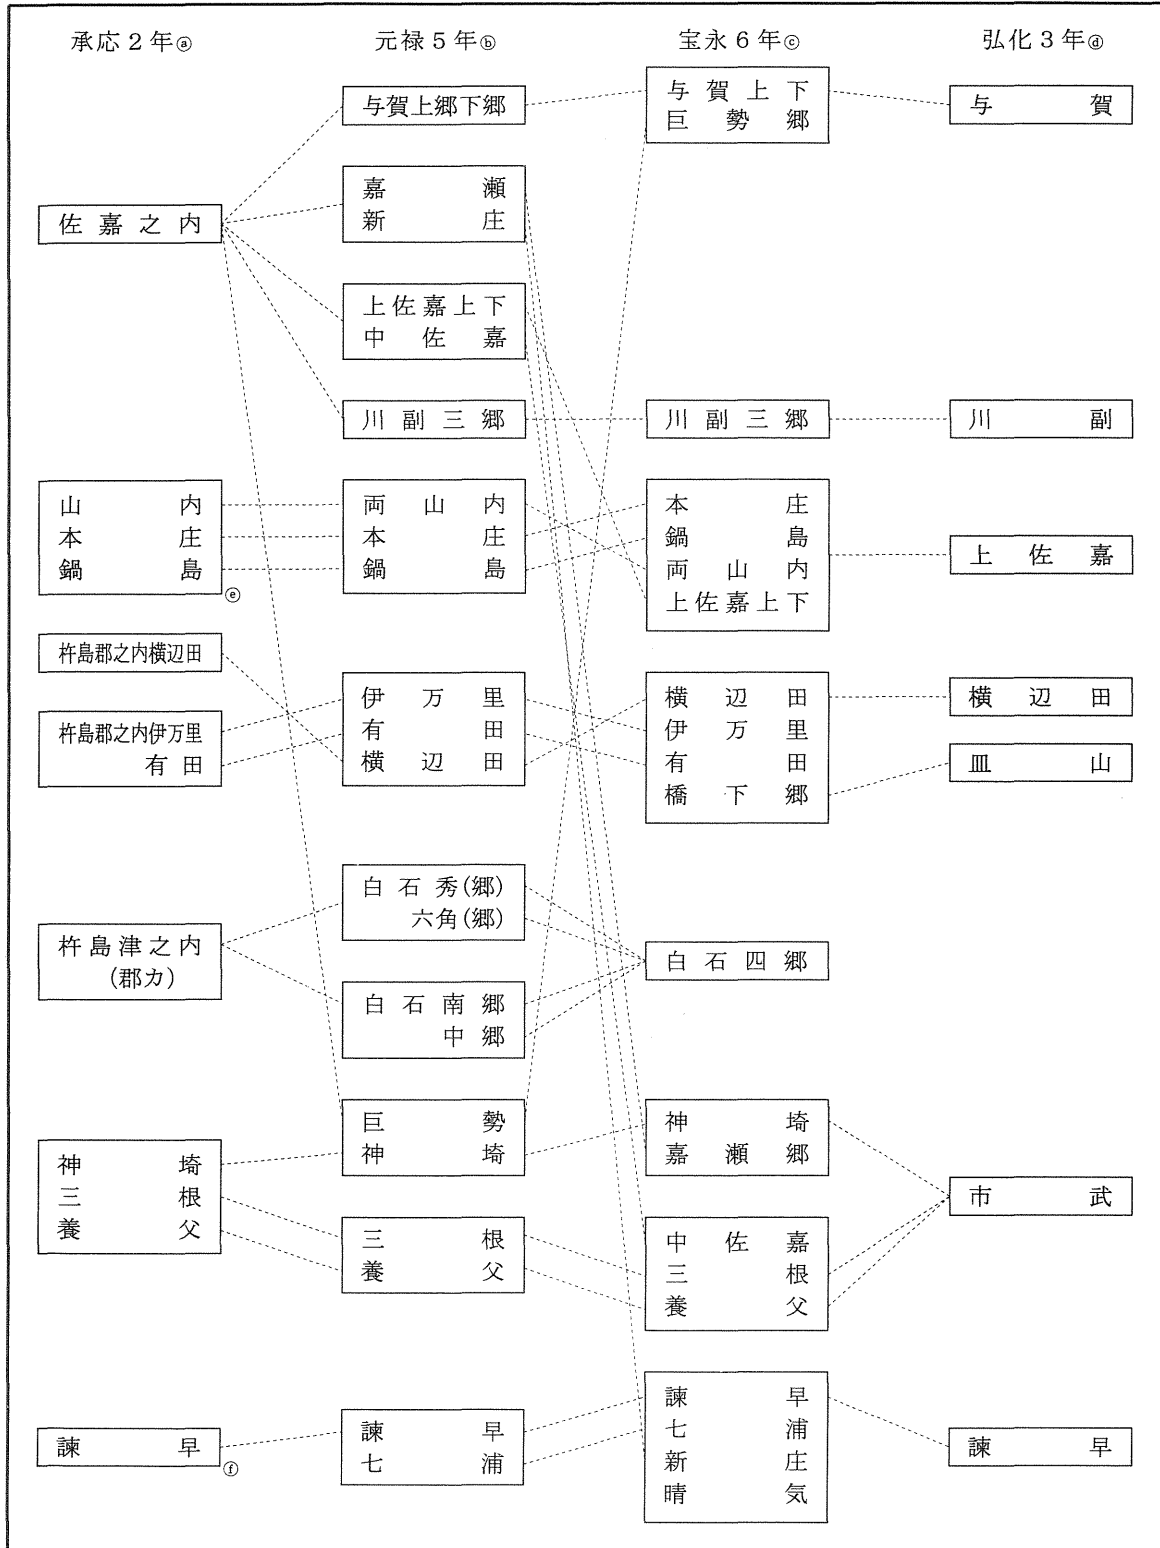 承応2年ⓐ
元禄5年ⓑ
宝永6年ⓒ
弘化3年ⓓ
佐嘉之内
山内
本庄
鍋島
ⓔ
杵島郡之内横辺田
杵島郡之内伊万里
有田
杵島津之内
(郡カ)
神埼
三根
養父
諫早
ⓕ
与賀上郷下郷
嘉瀬
新庄
上佐嘉上下
中佐嘉
川副三郷
両山内
本庄
鍋島
伊万里
有田
横辺田
白石秀(郷)
六角(郷)
白石南郷
中郷
巨勢
神埼
三根
養父
諫早
七浦
与賀上下
巨勢郷
川副三郷
本庄
鍋島
両山内
上佐嘉上下
横辺田
伊万里
有田
橋下郷
白石四郷
神埼
嘉瀬郷
中佐嘉
三根
養父
諫早
七浦
新庄
晴気
与賀
川副
上佐嘉
横辺田
皿山
市武
諫早